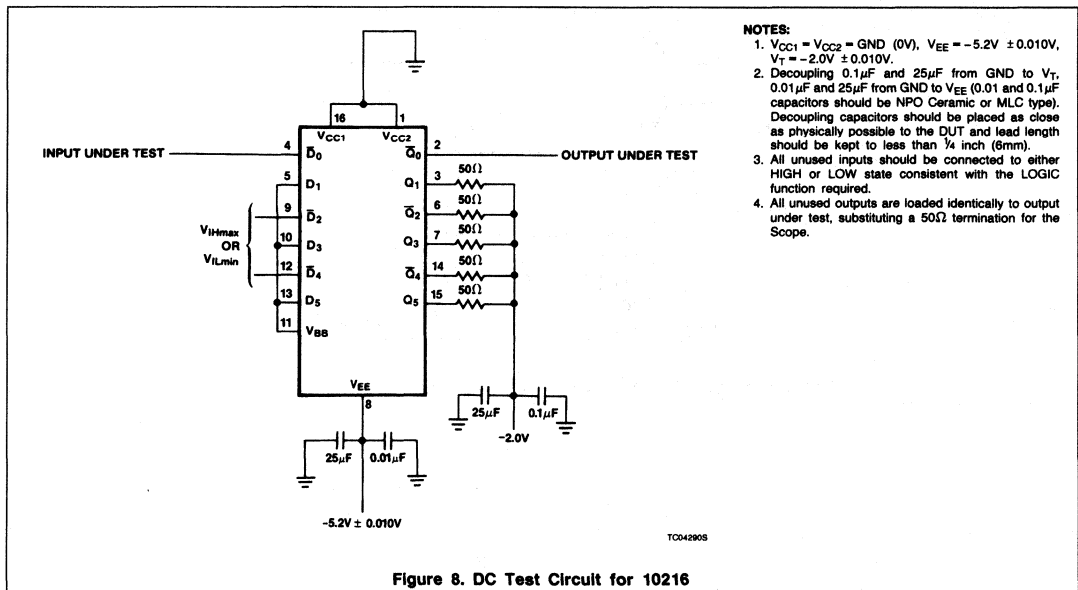 NOTES:
1. VCC1 = VCC2 = GND (0V), VEE = −5.2V ±0.010V,
VT = −2.0V ±0.010V.
2. Decoupling 0.1μF and 25μF from GND to VT,
0.01μF and 25μF from GND to VEE (0.01 and 0.1μF
capacitors should be NPO Ceramic or MLC type).
Decoupling capacitors should be placed as close
as physically possible to the DUT and lead length
should be kept to less than ¼ inch (6mm).
3. All unused inputs should be connected to either
HIGH or LOW state consistent with the LOGIC
function required.
4. All unused outputs are loaded identically to output
under test, substituting a 50Ω termination for the
Scope.
16 1
VCC1 VCC2
INPUT UNDER TEST 4 D̅0 Q̅0 2 OUTPUT UNDER TEST
5 D1 Q1 3 50Ω
9 D̅2 Q̅2 6 50Ω
VIHmax
OR
VILmin
10 D3 Q3 7 50Ω
12 D̅4 Q̅4 14 50Ω
13 D5 Q5 15 50Ω
11 VBB
VEE
8
25μF 0.1μF
−2.0V
25μF 0.01μF
−5.2V ± 0.010V
TC04290S
Figure 8. DC Test Circuit for 10216